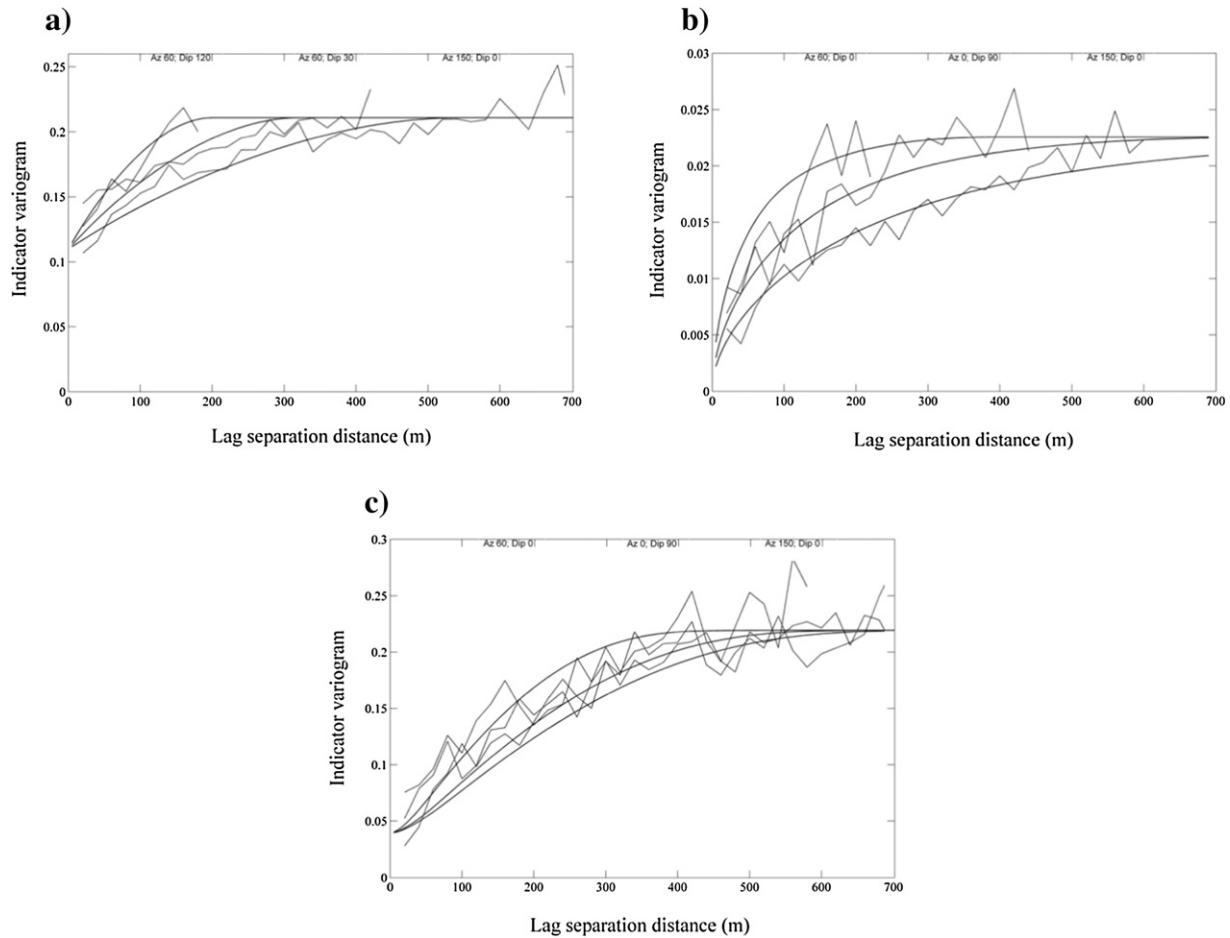 a)
Az 60; Dip 120
Az 60; Dip 30
Az 150; Dip 0
0.25
0.2
0.15
0.1
0.05
0
0
100
200
300
400
500
600
700
Indicator variogram
Lag separation distance (m)
b)
Az 60; Dip 0
Az 0; Dip 90
Az 150; Dip 0
0.03
0.025
0.02
0.015
0.01
0.005
0
0
100
200
300
400
500
600
700
Indicator variogram
Lag separation distance (m)
c)
Az 60; Dip 0
Az 0; Dip 90
Az 150; Dip 0
0.3
0.25
0.2
0.15
0.1
0.05
0
0
100
200
300
400
500
600
700
Indicator variogram
Lag separation distance (m)